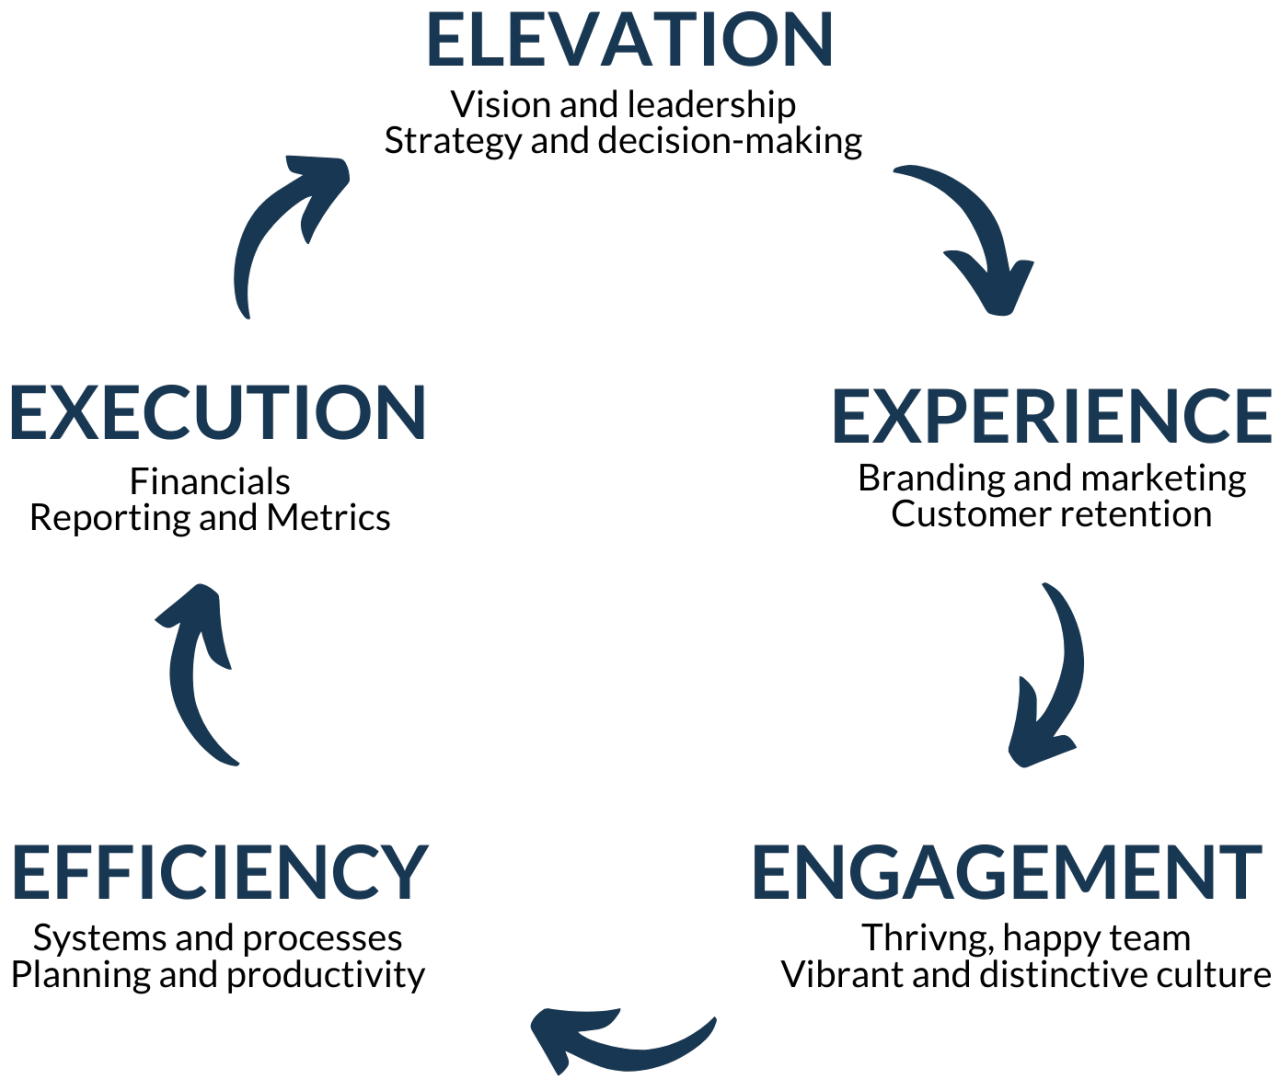 ELEVATION
Vision and leadership
Strategy and decision-making
EXPERIENCE
Branding and marketing
Customer retention
ENGAGEMENT
Thrivng, happy team
Vibrant and distinctive culture
EFFICIENCY
Systems and processes
Planning and productivity
EXECUTION
Financials
Reporting and Metrics